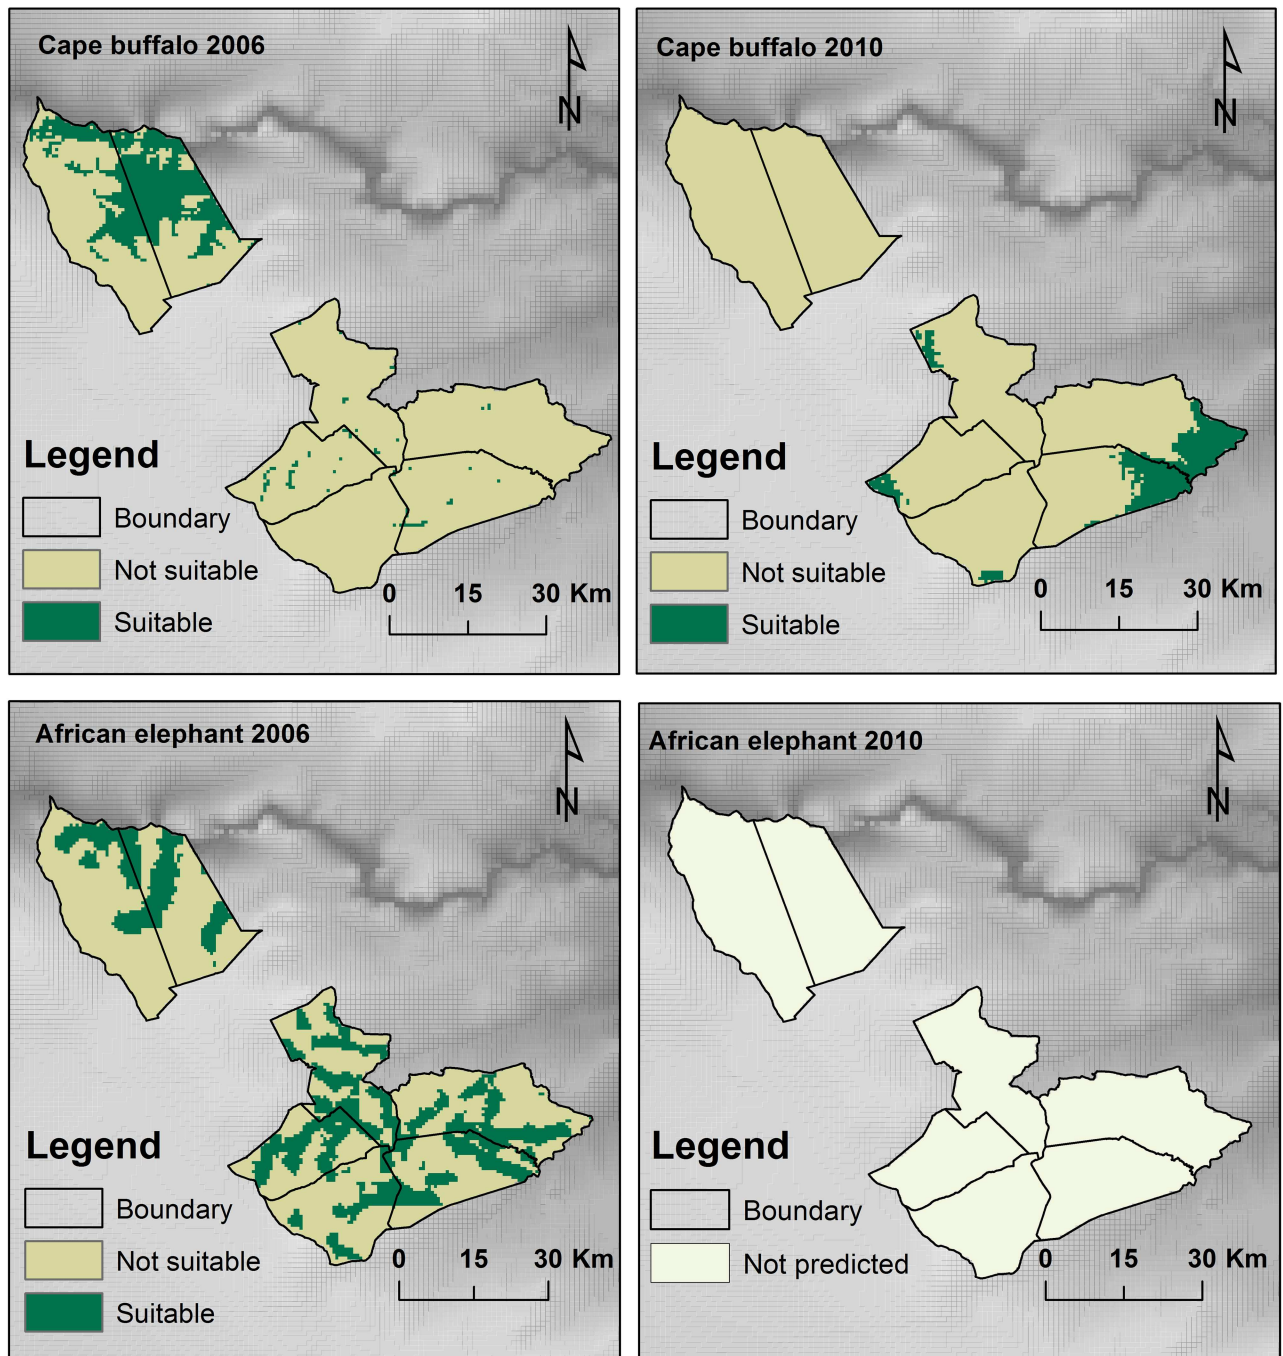 Cape buffalo 2006
N
Legend
Boundary
Not suitable
Suitable
0 15 30 Km
Cape buffalo 2010
N
Legend
Boundary
Not suitable
Suitable
0 15 30 Km
African elephant 2006
N
Legend
Boundary
Not suitable
Suitable
0 15 30 Km
African elephant 2010
N
Legend
Boundary
Not predicted
0 15 30 Km